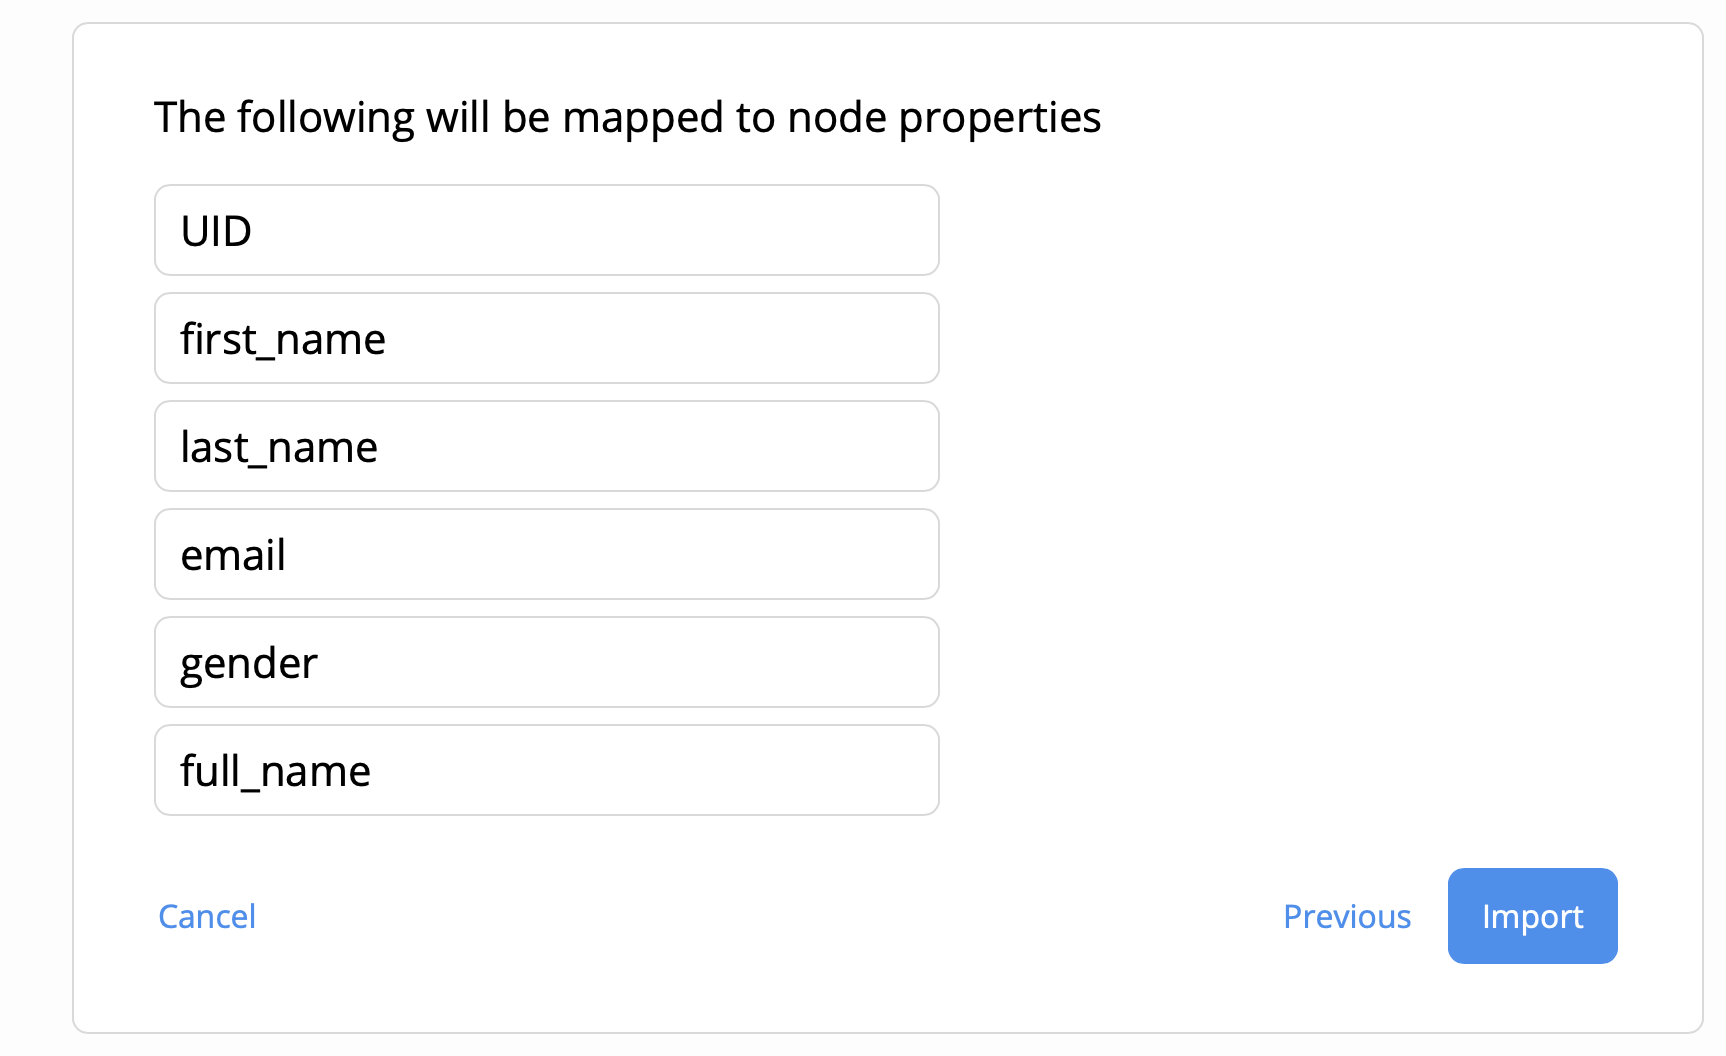 The following will be mapped to node properties
UID
first_name
last_name
email
gender
full_name
Cancel
Previous
Import